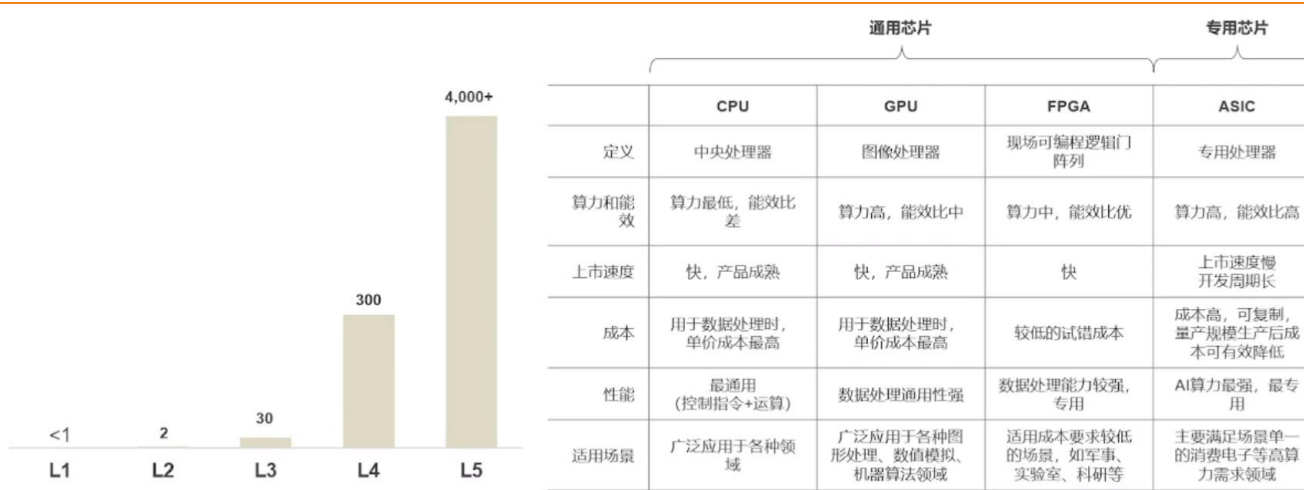 4,000+
300
30
2
<1
L1 L2 L3 L4 L5
通用芯片 专用芯片
CPU GPU FPGA ASIC
定义 中央处理器 图像处理器 现场可编程逻辑门
阵列 专用处理器
算力和能
效 算力最低，能效比
差 算力高，能效比中 算力中，能效比优 算力高，能效比高
上市速度 快，产品成熟 快，产品成熟 快 上市速度慢
开发周期长
成本 用于数据处理时，
单价成本最高 用于数据处理时，
单价成本最高 较低的试错成本 成本高，可复制，
量产规模生产后成
本可有效降低
性能 最通用
(控制指令+运算) 数据处理通用性强 数据处理能力较强，
专用 AI算力最强，最专
用
适用场景 广泛应用于各种领
域 广泛应用于各种图
形处理、数值模拟、
机器算法领域 适用成本要求较低
的场景，如军事、
实验室、科研等 主要满足场景单一
的消费电子等高算
力需求领域